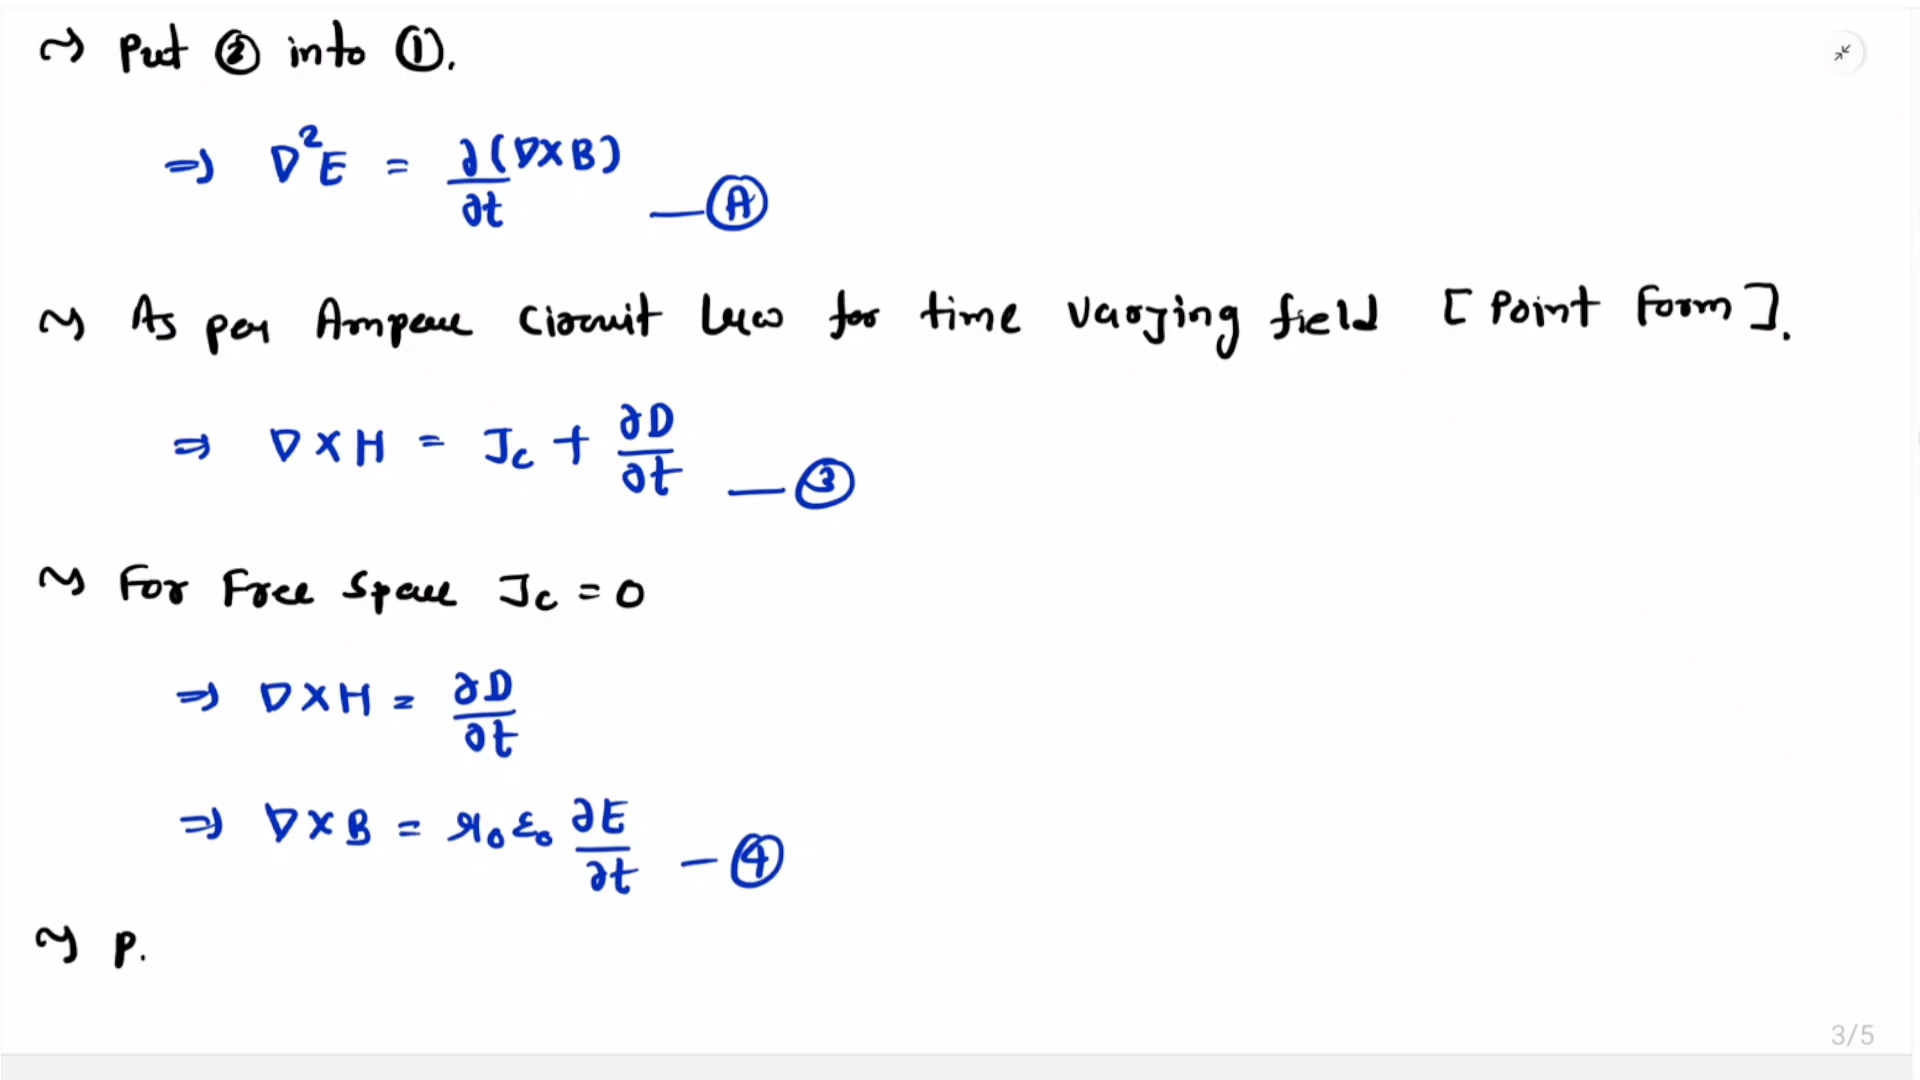 ~> Put ② into ①.
=> ∇²E = ∂(∇×B)/∂t —Ⓐ
~> As per Ampere Circuit Law for time varying field [Point Form].
=> ∇×H = Jc + ∂D/∂t —③
~> For Free Space Jc = 0
=> ∇×H = ∂D/∂t
=> ∇×B = μ₀ε₀ ∂E/∂t —④
~> P.
3/5